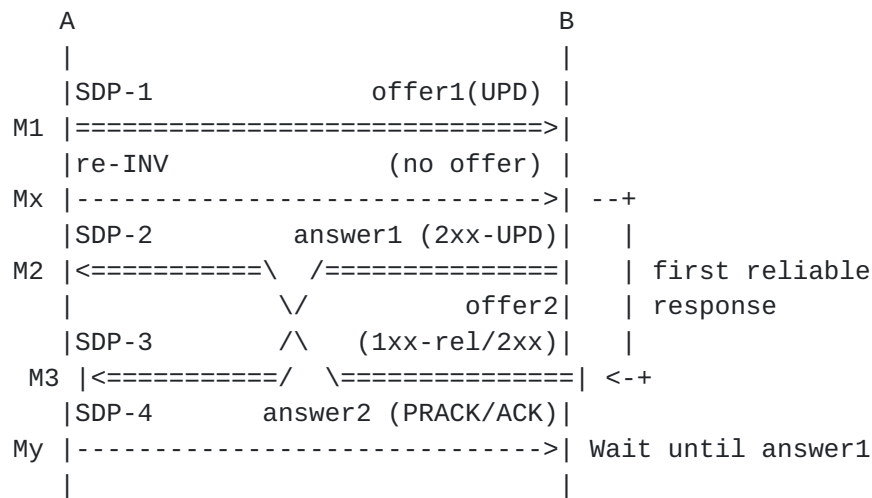 A                               B
|                               |
|SDP-1              offer1(UPD) |
M1 |==============================>|
|re-INV             (no offer)  |
Mx |------------------------------>| --+
|SDP-2         answer1 (2xx-UPD)|   |
M2 |<===========\  /===============|   | first reliable
|             \/          offer2|   | response
|SDP-3        /\   (1xx-rel/2xx)|   |
M3 |<===========/  \===============| <-+
|SDP-4       answer2 (PRACK/ACK)|
My |------------------------------>| Wait until answer1
|                               |